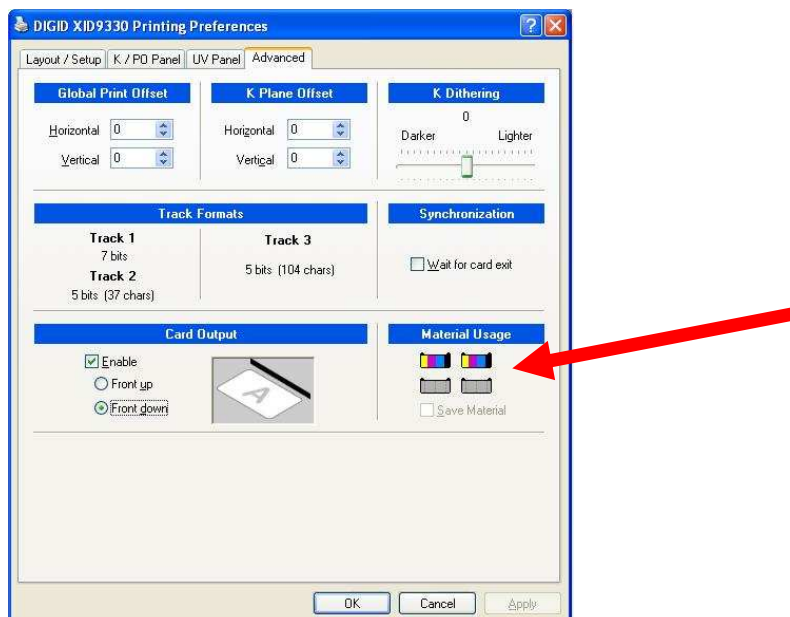 DIGID XID9330 Printing Preferences
Layout / Setup K / PO Panel UV Panel Advanced
Global Print Offset K Plane Offset K Dithering
0
Horizontal 0 Horizontal 0 Darker Lighter
Vertical 0 Vertical 0
Track Formats Synchronization
Track 1 Track 3
7 bits
5 bits (104 chars) Wait for card exit
Track 2
5 bits (37 chars)
Card Output Material Usage
Enable
Front up
A
Front down Save Material
OK Cancel Apply